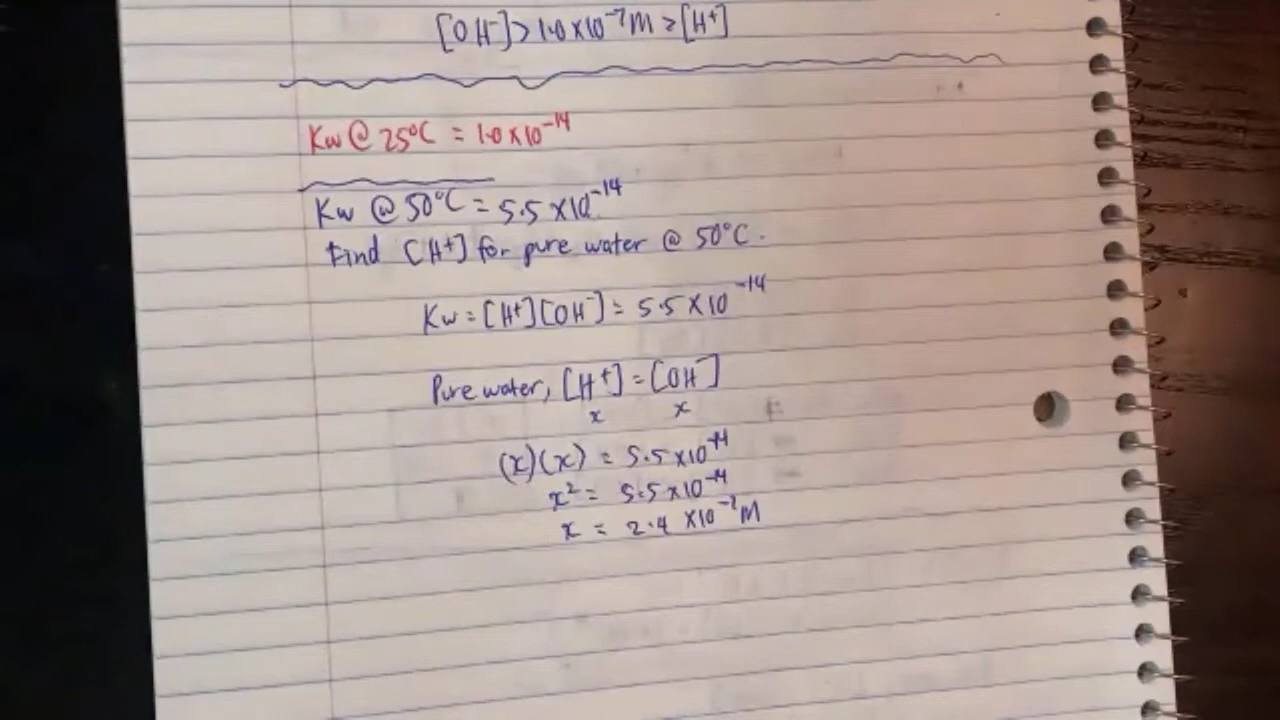 [OH⁻] > 1.0×10⁻⁷M > [H⁺]
Kw @ 25°C = 1.0×10⁻¹⁴
Kw @ 50°C = 5.5×10⁻¹⁴
Find [H⁺] for pure water @ 50°C.
Kw = [H⁺][OH⁻] = 5.5×10⁻¹⁴
Pure water, [H⁺] = [OH⁻]
x x
(x)(x) = 5.5×10⁻¹⁴
x² = 5.5×10⁻¹⁴
x = 2.4×10⁻⁷M